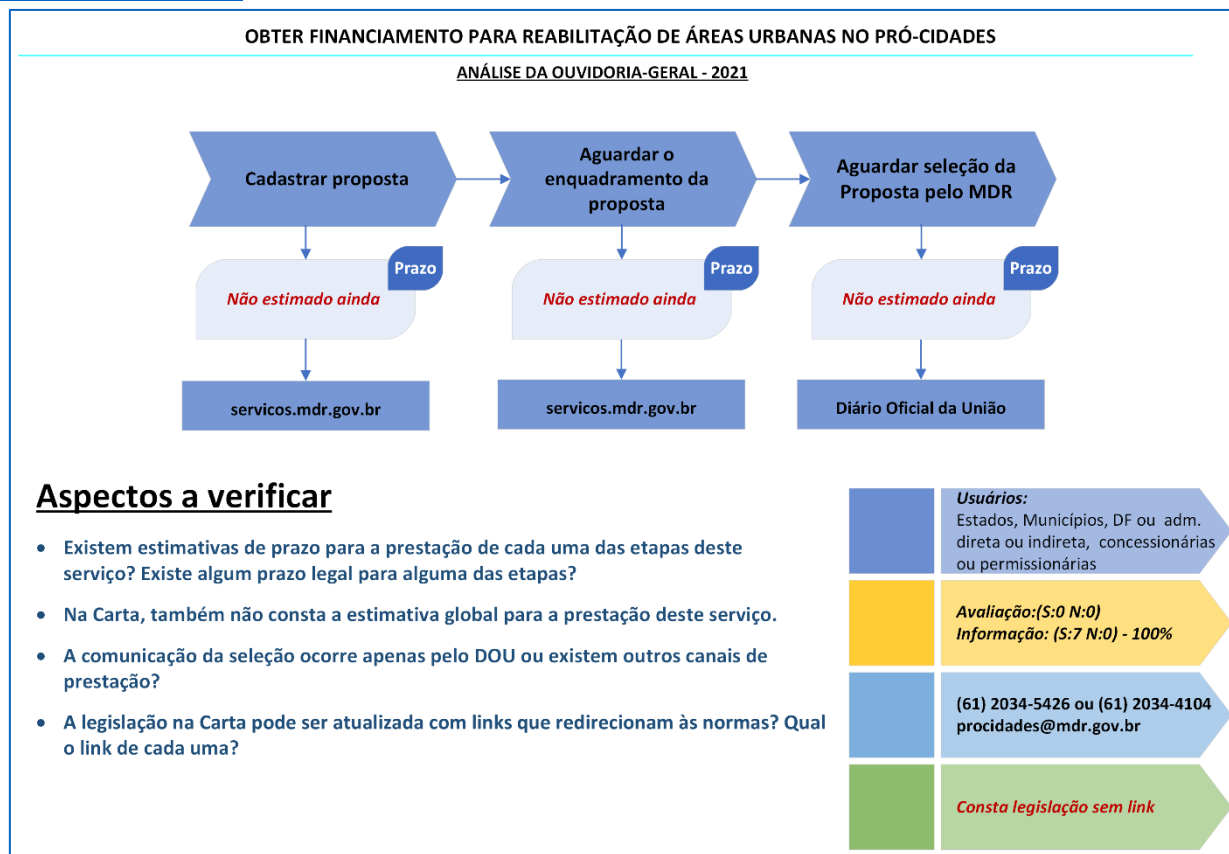 OBTER FINANCIAMENTO PARA REABILITAÇÃO DE ÁREAS URBANAS NO PRÓ-CIDADES
ANÁLISE DA OUVIDORIA-GERAL - 2021
Cadastrar proposta
Aguardar o
enquadramento da
proposta
Aguardar seleção da
Proposta pelo MDR
Prazo
Não estimado ainda
Prazo
Não estimado ainda
Prazo
Não estimado ainda
servicos.mdr.gov.br
servicos.mdr.gov.br
Diário Oficial da União
Aspectos a verificar
• Existem estimativas de prazo para a prestação de cada uma das etapas deste
serviço? Existe algum prazo legal para alguma das etapas?
• Na Carta, também não consta a estimativa global para a prestação deste serviço.
• A comunicação da seleção ocorre apenas pelo DOU ou existem outros canais de
prestação?
• A legislação na Carta pode ser atualizada com links que redirecionam às normas? Qual
o link de cada uma?
Usuários:
Estados, Municípios, DF ou adm.
direta ou indireta, concessionárias
ou permissionárias
Avaliação:(S:0 N:0)
Informação: (S:7 N:0) - 100%
(61) 2034-5426 ou (61) 2034-4104
procidades@mdr.gov.br
Consta legislação sem link